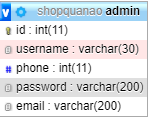 v shopquanao admin
id : int(11)
username : varchar(30)
# phone : int(11)
password : varchar(200)
email : varchar(200)